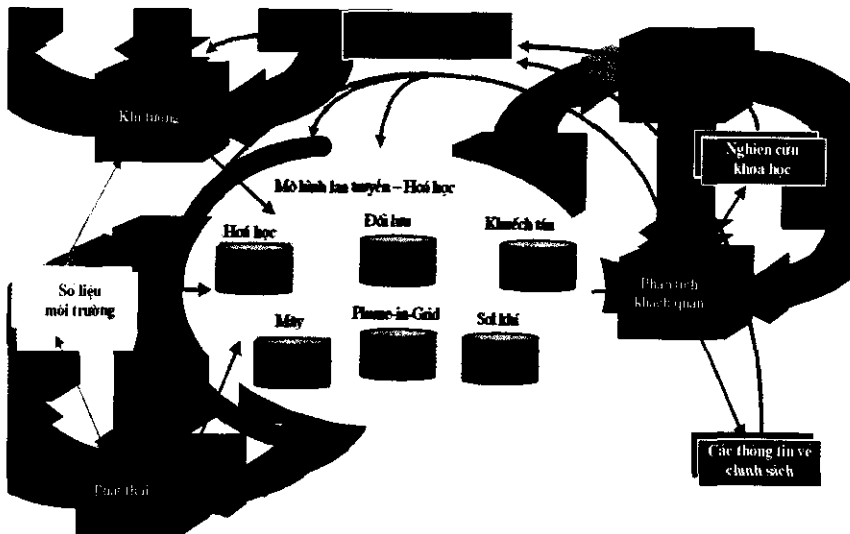 Khí tượng
Nghiên cứu
khoa học
Mô hình lan truyền – Hoá học
Hoá học
Đối lưu
Khuếch tán
Số liệu
môi trường
Phân tích
khách quan
Mây
Plume-in-Grid
Sol khí
Các thông tin về
chính sách
Phát thải